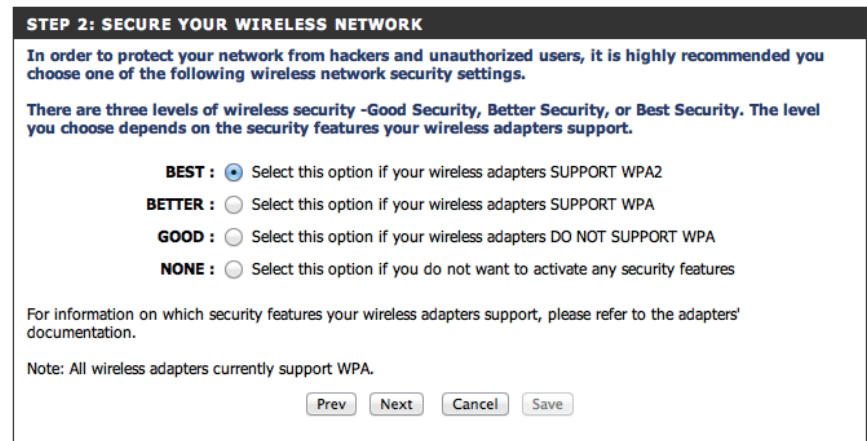 STEP 2: SECURE YOUR WIRELESS NETWORK
In order to protect your network from hackers and unauthorized users, it is highly recommended you
choose one of the following wireless network security settings.
There are three levels of wireless security -Good Security, Better Security, or Best Security. The level
you choose depends on the security features your wireless adapters support.
BEST : Select this option if your wireless adapters SUPPORT WPA2
BETTER : Select this option if your wireless adapters SUPPORT WPA
GOOD : Select this option if your wireless adapters DO NOT SUPPORT WPA
NONE : Select this option if you do not want to activate any security features
For information on which security features your wireless adapters support, please refer to the adapters'
documentation.
Note: All wireless adapters currently support WPA.
Prev Next Cancel Save